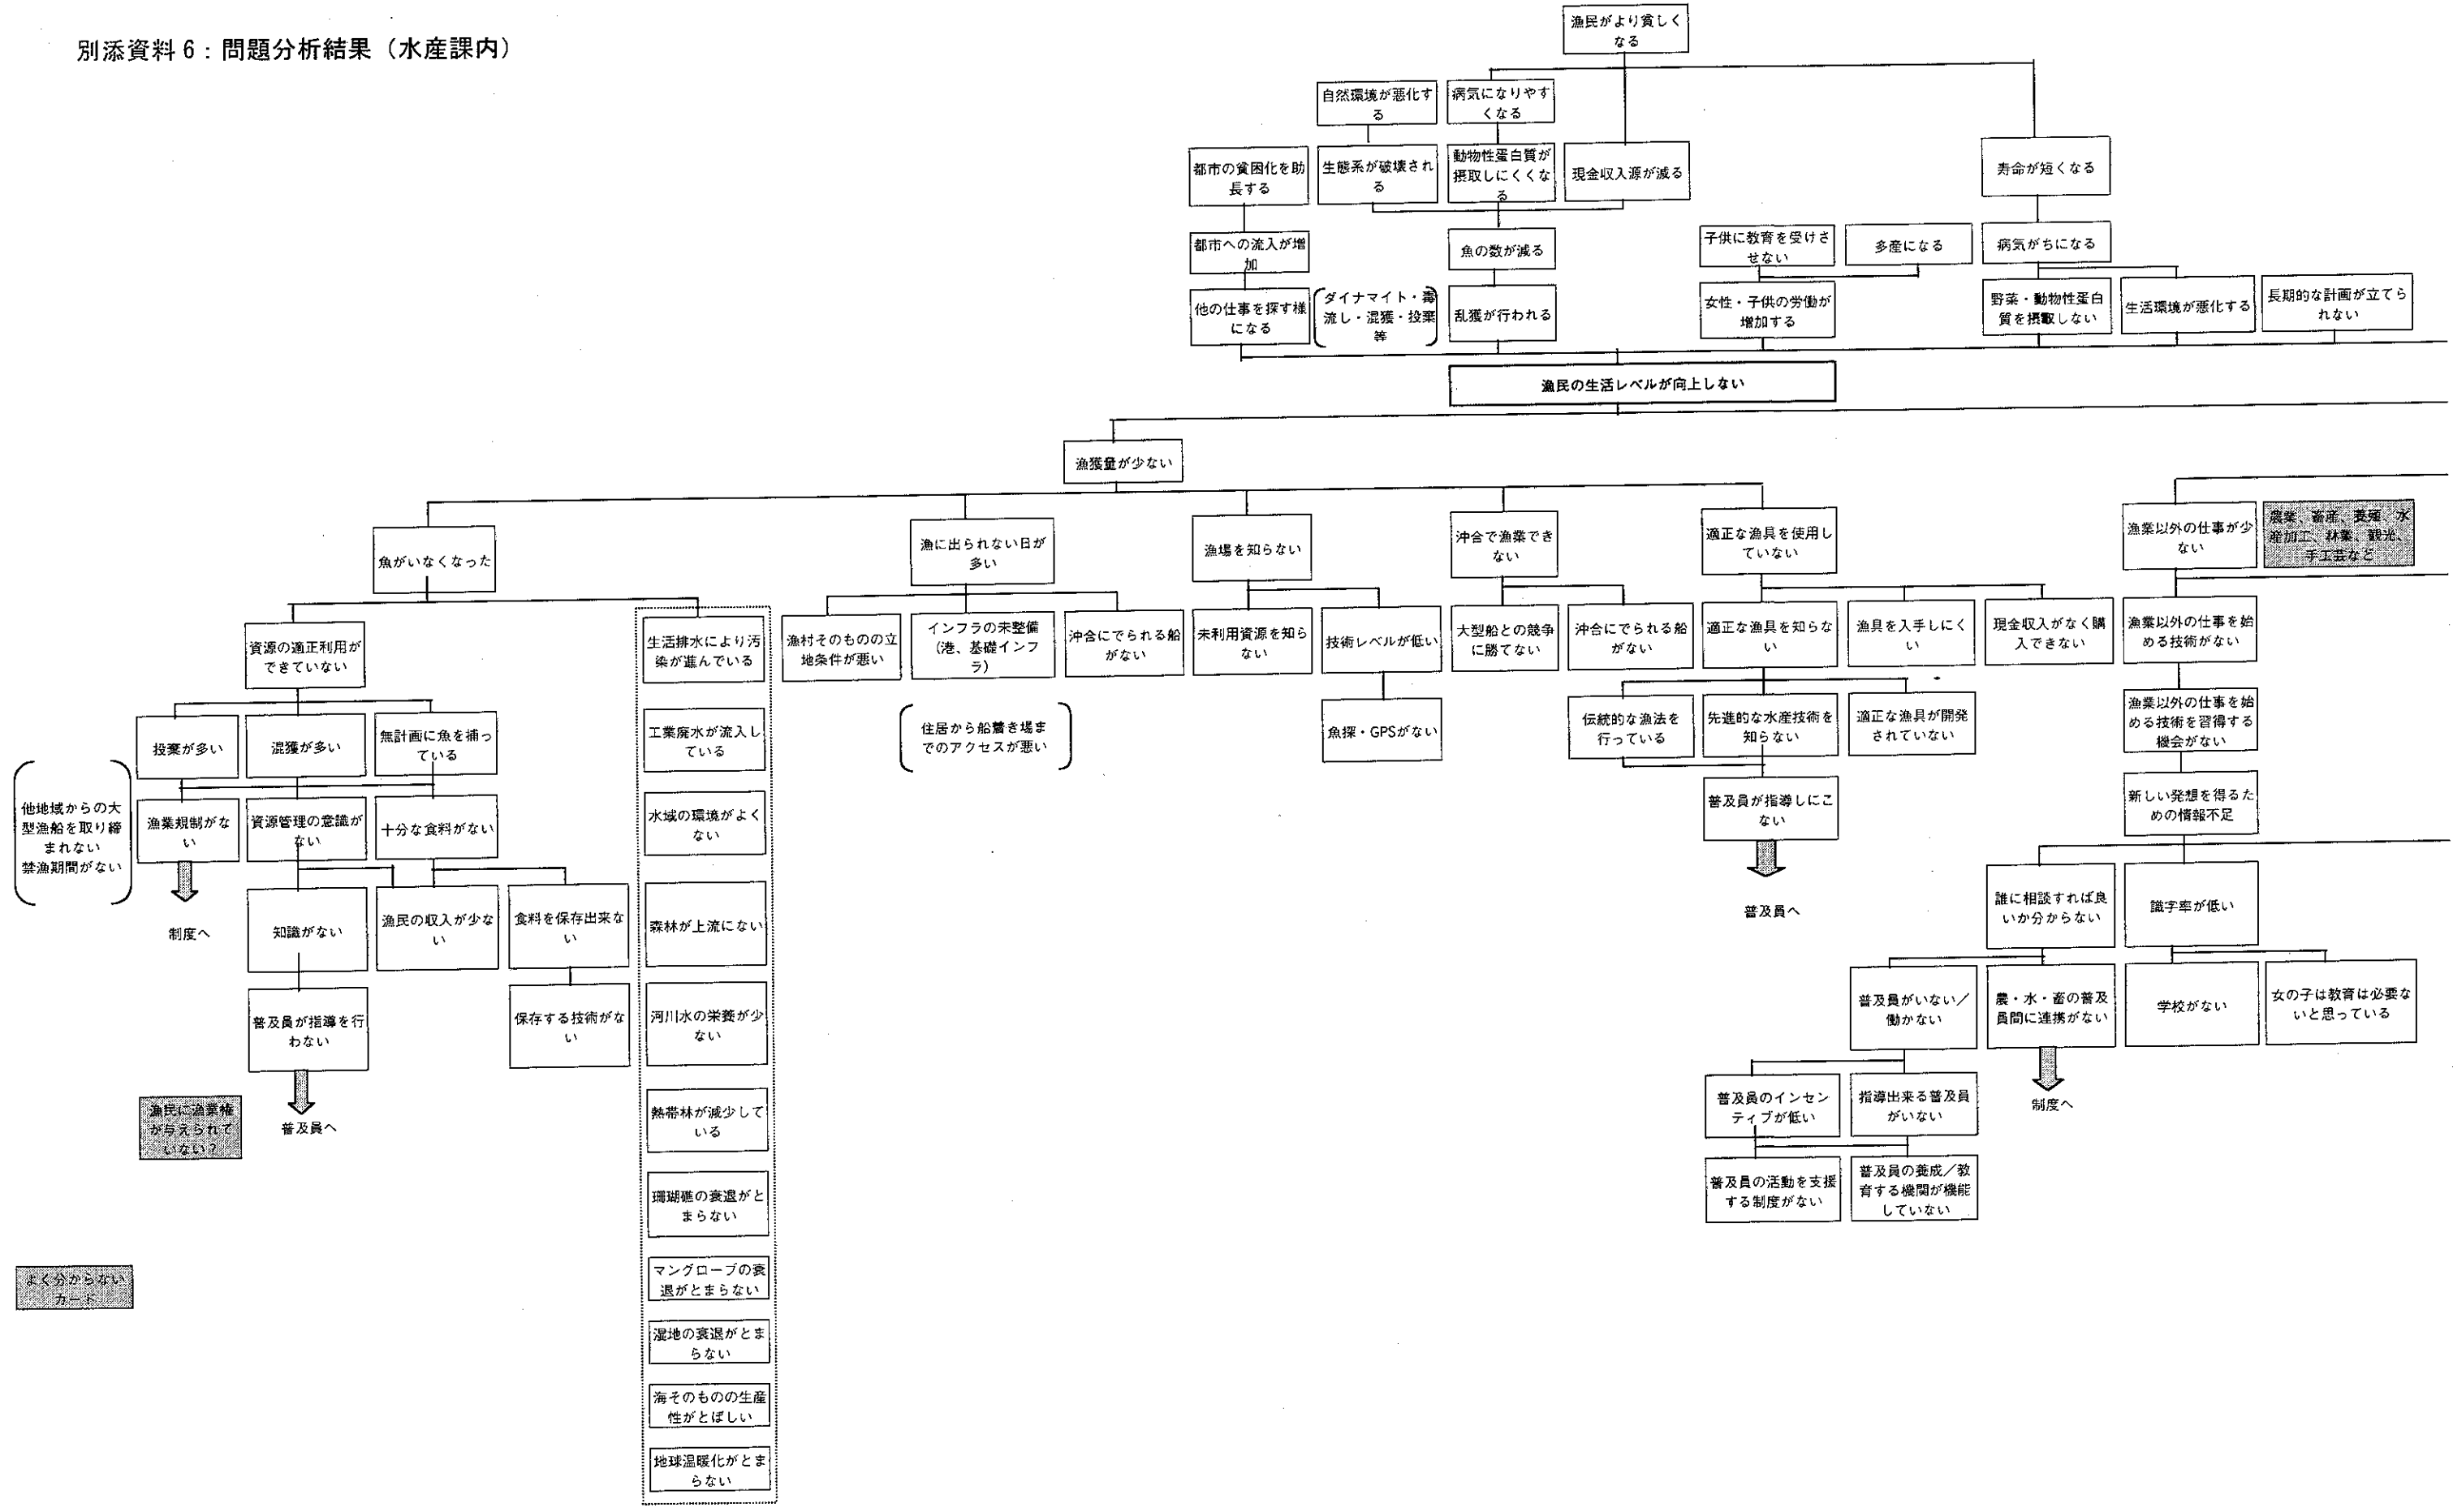 別添資料6:問題分析結果(水産課内)
漁民がより貧しく
なる
自然環境が悪化す
る
病気になりやす
くなる
都市の貧困化を助
長する
生態系が破壊され
る
動物性蛋白質が
摂取しにくくな
る
現金収入源が減る
寿命が短くなる
都市への流入が増
加
魚の数が減る
子供に教育を受けさ
せない
多産になる
病気がちになる
他の仕事を探す様
になる
ダイナマイト・毒
流し・混獲・投棄
等
乱獲が行われる
女性・子供の労働が
増加する
野菜・動物性蛋白
質を摂取しない
生活環境が悪化する
長期的な計画が立てら
れない
漁民の生活レベルが向上しない
漁獲量が少ない
魚がいなくなった
漁に出られない日が
多い
漁場を知らない
沖合で漁業でき
ない
適正な漁具を使用し
ていない
漁業以外の仕事が少
ない
農業、畜産、養殖、水
産加工、林業、観光、
手工芸など
資源の適正利用が
できていない
生活排水により汚
染が進んでいる
漁村そのものの立
地条件が悪い
インフラの未整備
(港、基礎インフ
ラ)
沖合にでられる船
がない
未利用資源を知ら
ない
技術レベルが低い
大型船との競争
に勝てない
沖合にでられる船
がない
適正な漁具を知らな
い
漁具を入手しにく
い
現金収入がなく購
入できない
漁業以外の仕事を始
める技術がない
投棄が多い
混獲が多い
無計画に魚を捕っ
ている
工業廃水が流入し
ている
住居から船着き場ま
でのアクセスが悪い
魚探・GPSがない
伝統的な漁法を
行っている
先進的な水産技術を
知らない
適正な漁具が開発
されていない
漁業以外の仕事を始
める技術を習得する
機会がない
他地域からの大
型漁船を取り締
まれない
禁漁期間がない
漁業規制がな
い
資源管理の意識が
ない
十分な食料がない
水域の環境がよく
ない
普及員が指導しにこ
ない
新しい発想を得るた
めの情報不足
制度へ
知識がない
漁民の収入が少な
い
食料を保存出来な
い
森林が上流にない
普及員へ
誰に相談すれば良
いか分からない
識字率が低い
普及員が指導を行
わない
保存する技術がな
い
河川水の栄養が少
ない
普及員がいない/
働かない
農・水・畜の普及
員間に連携がない
学校がない
女の子は教育は必要な
いと思っている
漁民に漁業権
が与えられて
いない?
普及員へ
熱帯林が減少して
いる
普及員のインセン
ティブが低い
指導出来る普及員
がいない
制度へ
珊瑚礁の衰退がと
まらない
普及員の活動を支援
する制度がない
普及員の養成/教
育する機関が機能
していない
よく分からない
カード
マングローブの衰
退がとまらない
湿地の衰退がとま
らない
海そのものの生産
性がとぼしい
地球温暖化がとま
らない